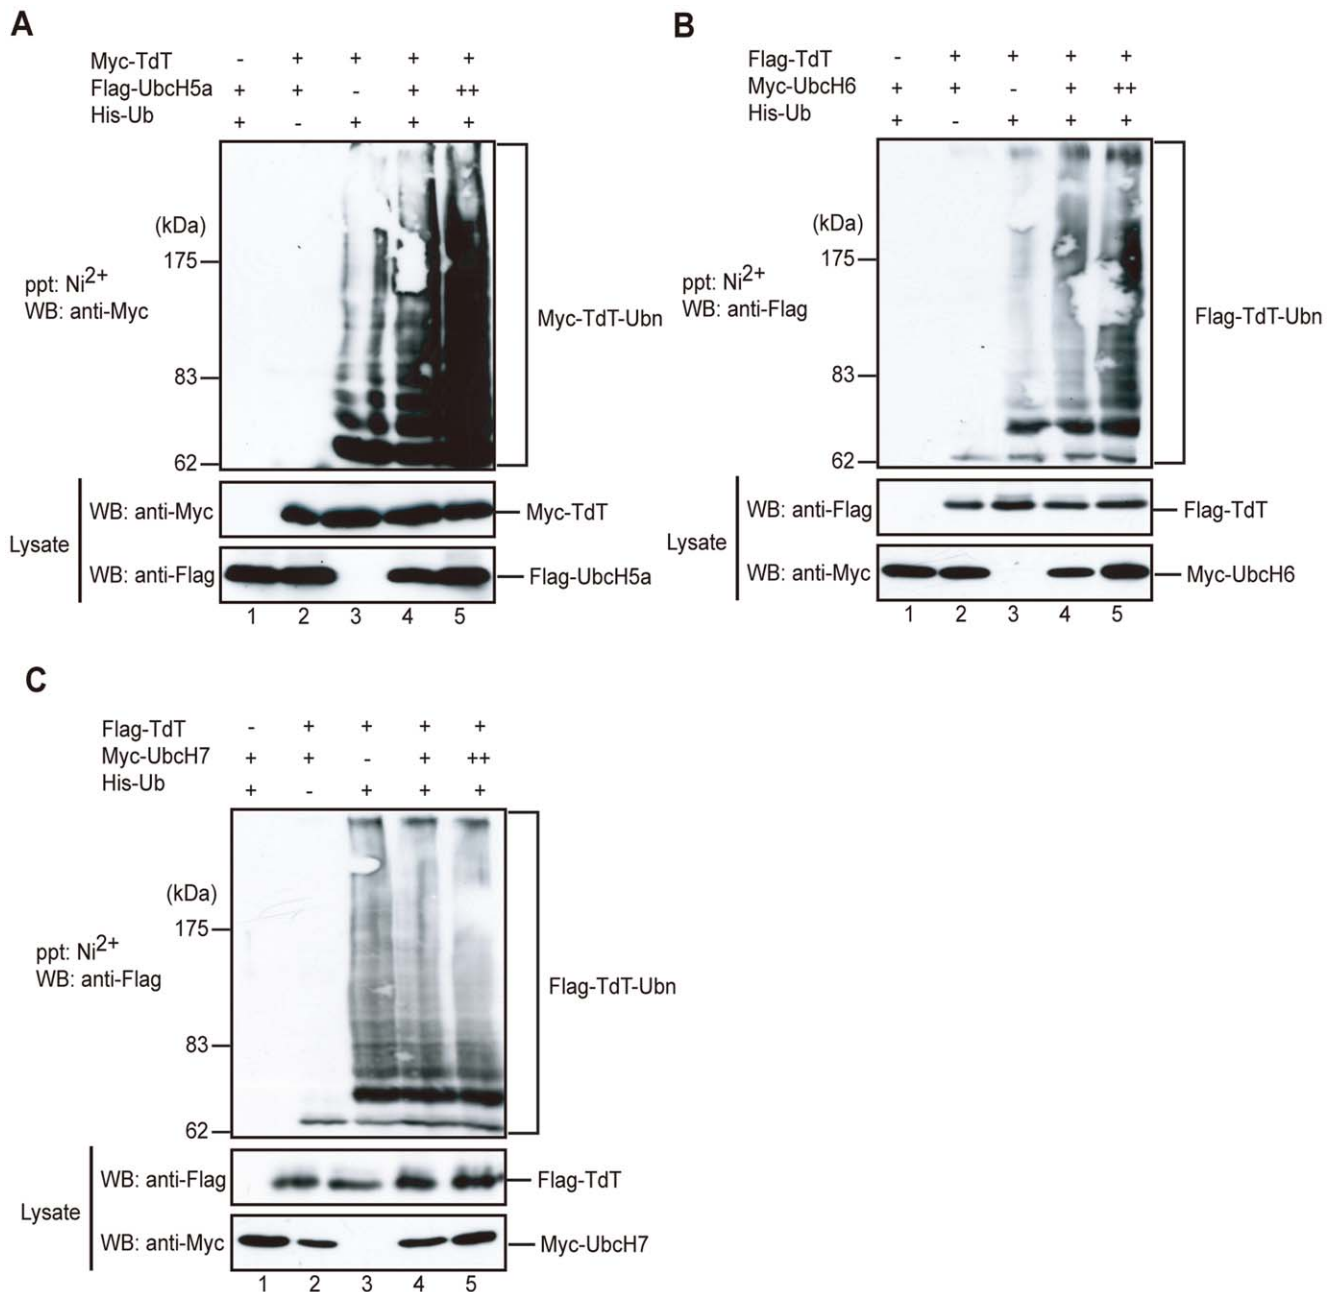 A
Myc-TdT - + + + +
Flag-UbcH5a + + - + ++
His-Ub + - + + +
(kDa)
175
83
62
ppt: Ni2+
WB: anti-Myc
Myc-TdT-Ubn
Lysate
WB: anti-Myc
Myc-TdT
WB: anti-Flag
Flag-UbcH5a
1 2 3 4 5
B
Flag-TdT - + + + +
Myc-UbcH6 + + - + ++
His-Ub + - + + +
(kDa)
175
83
62
ppt: Ni2+
WB: anti-Flag
Flag-TdT-Ubn
Lysate
WB: anti-Flag
Flag-TdT
WB: anti-Myc
Myc-UbcH6
1 2 3 4 5
C
Flag-TdT - + + + +
Myc-UbcH7 + + - + ++
His-Ub + - + + +
(kDa)
175
83
62
ppt: Ni2+
WB: anti-Flag
Flag-TdT-Ubn
Lysate
WB: anti-Flag
Flag-TdT
WB: anti-Myc
Myc-UbcH7
1 2 3 4 5